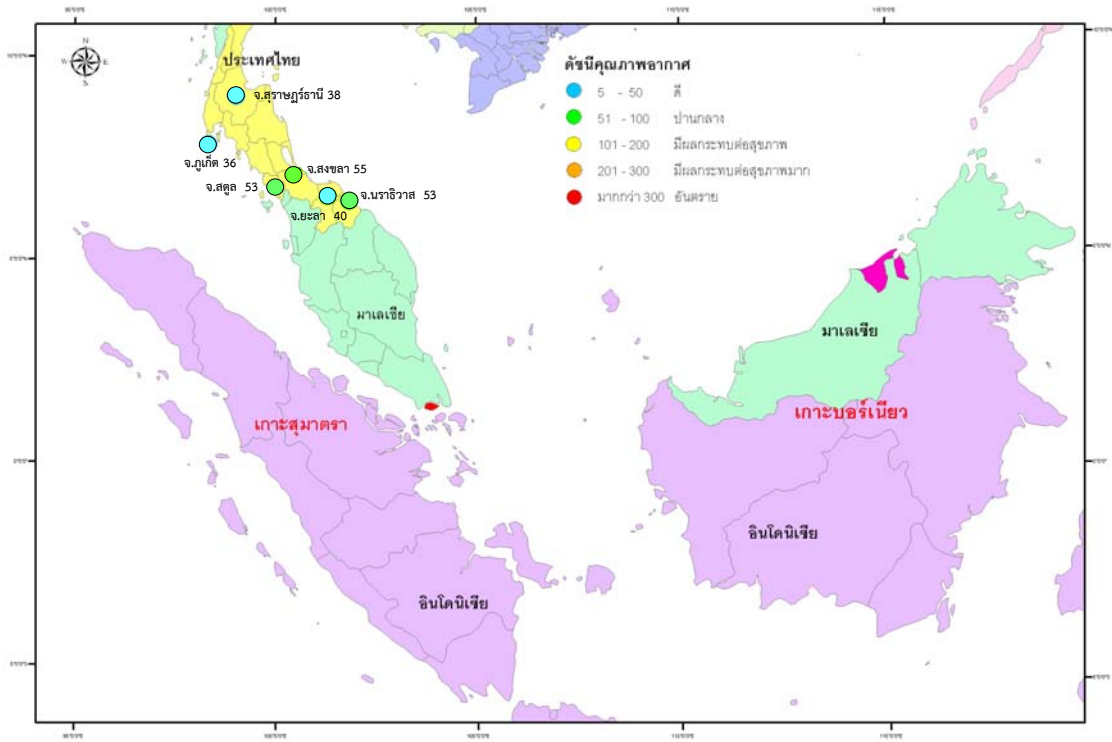 N
W E
S
ประเทศไทย
จ.สุราษฎร์ธานี 38
จ.ภูเก็ต 36
จ.สงขลา 55
จ.สตูล 53
จ.นราธิวาส 53
จ.ยะลา 40
ดัชนีคุณภาพอากาศ
5 - 50 ดี
51 - 100 ปานกลาง
101 - 200 มีผลกระทบต่อสุขภาพ
201 - 300 มีผลกระทบต่อสุขภาพมาก
มากกว่า 300 อันตราย
มาเลเซีย
มาเลเซีย
เกาะสุมาตรา
เกาะบอร์เนียว
อินโดนิเซีย
อินโดนิเซีย